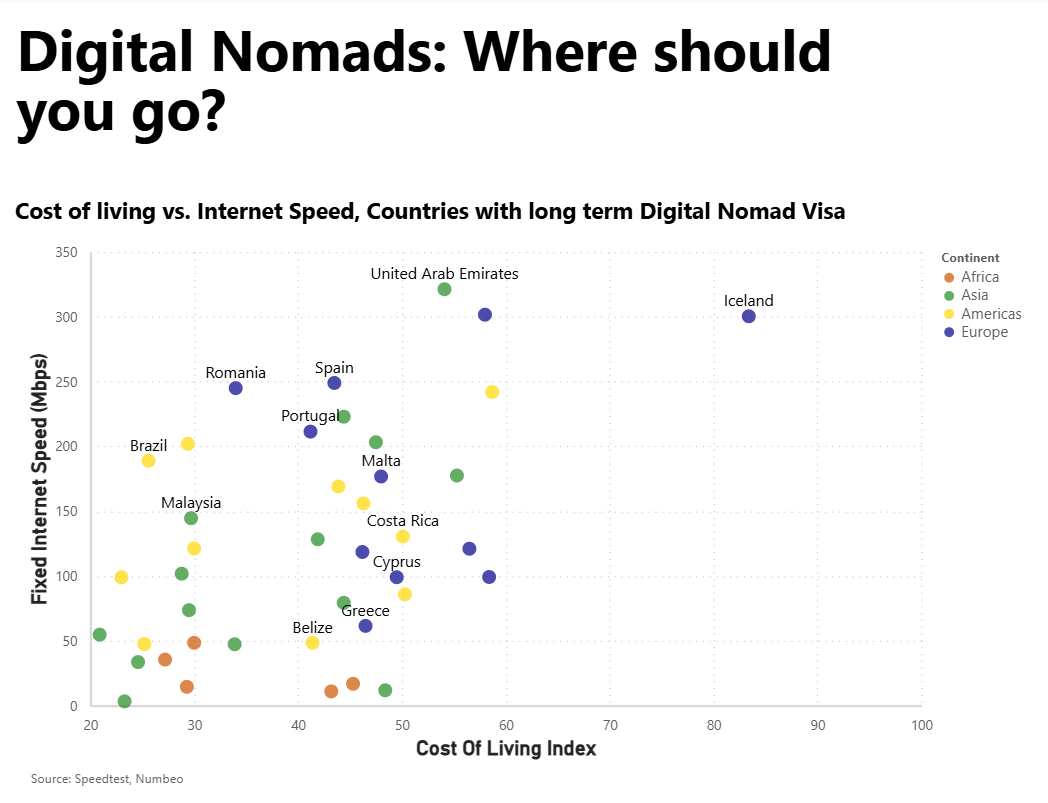 Digital Nomads: Where should
you go?
Cost of living vs. Internet Speed, Countries with long term Digital Nomad Visa
Fixed Internet Speed (Mbps)
350
300
250
200
150
100
50
0
United Arab Emirates
Iceland
Spain
Romania
Portugal
Brazil
Malta
Malaysia
Costa Rica
Cyprus
Greece
Belize
20 30 40 50 60 70 80 90 100
Cost Of Living Index
Continent
Africa
Asia
Americas
Europe
Source: Speedtest, Numbeo